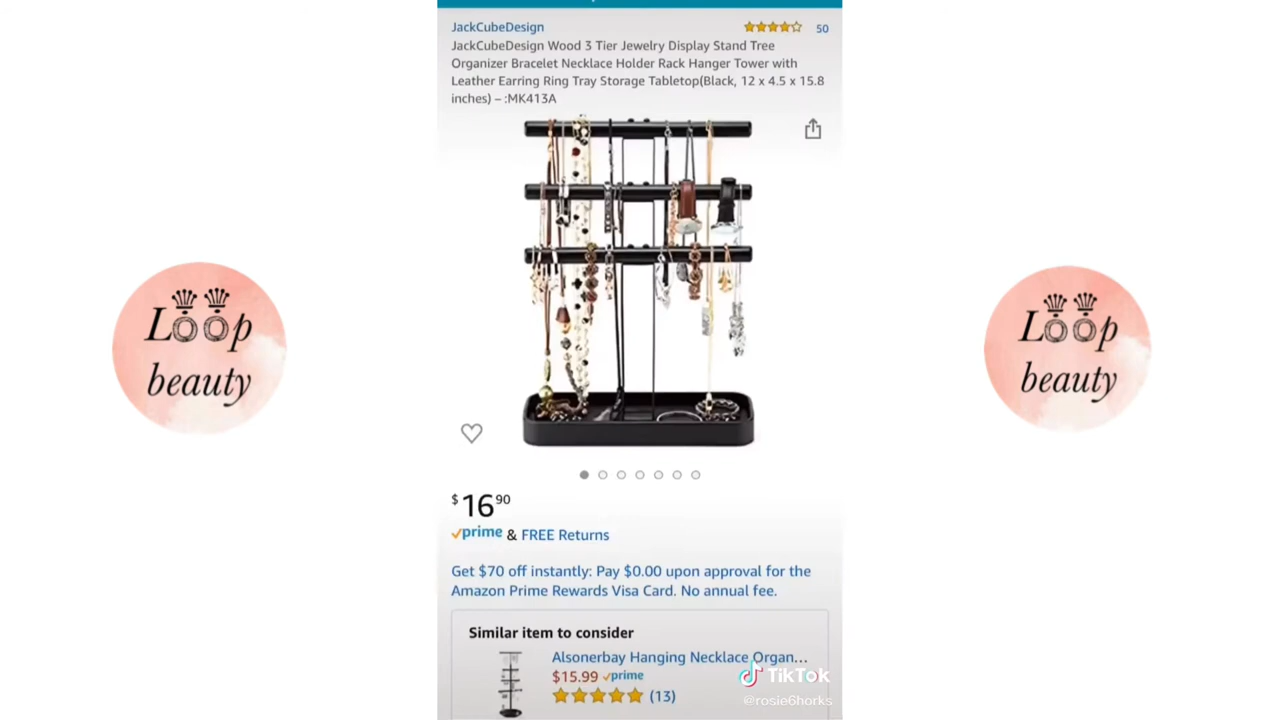 JackCubeDesign
50
JackCubeDesign Wood 3 Tier Jewelry Display Stand Tree
Organizer Bracelet Necklace Holder Rack Hanger Tower with
Leather Earring Ring Tray Storage Tabletop(Black, 12 x 4.5 x 15.8
inches) – :MK413A
Loop
beauty
Loop
beauty
$16 90
prime & FREE Returns
Get $70 off instantly: Pay $0.00 upon approval for the
Amazon Prime Rewards Visa Card. No annual fee.
Similar item to consider
Alsonerbay Hanging Necklace Organ...
$15.99 prime
(13)
TikTok
@rosie6horks